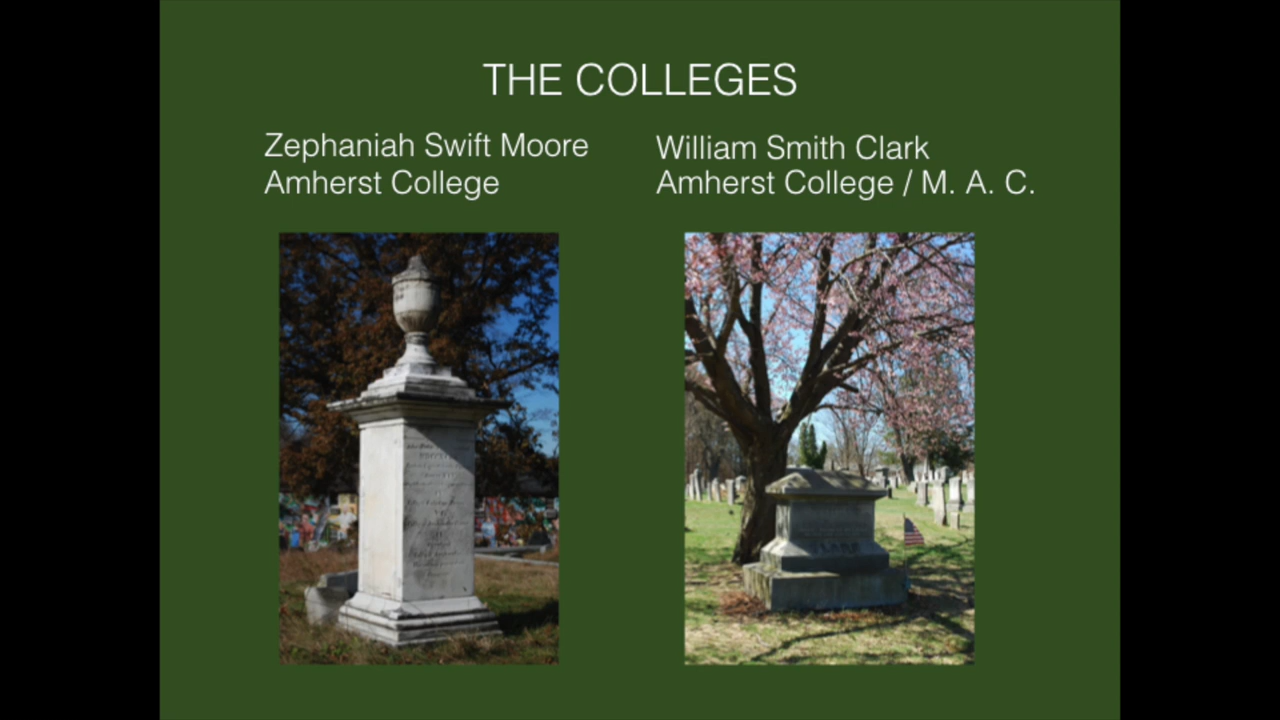 THE COLLEGES
Zephaniah Swift Moore
Amherst College
William Smith Clark
Amherst College / M. A. C.